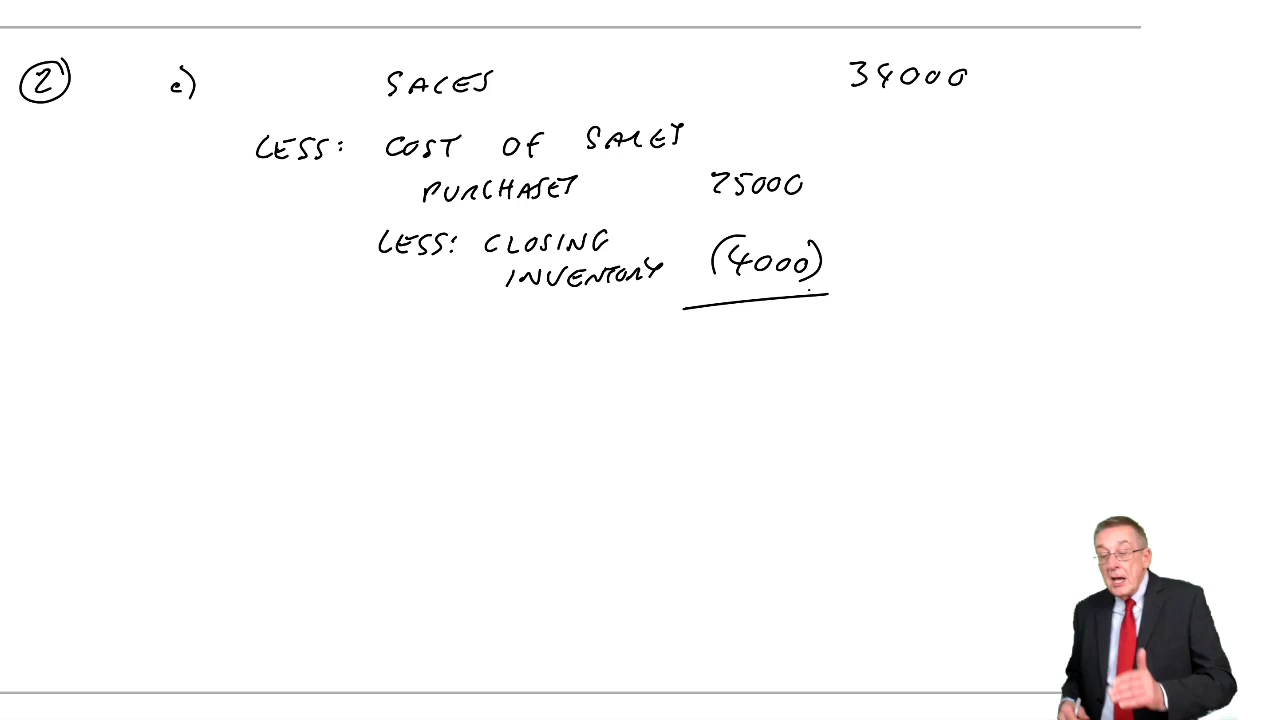 2 e) SALES 34000
LESS: COST OF SALES
PURCHASES 25000
LESS: CLOSING
INVENTORY (4000)